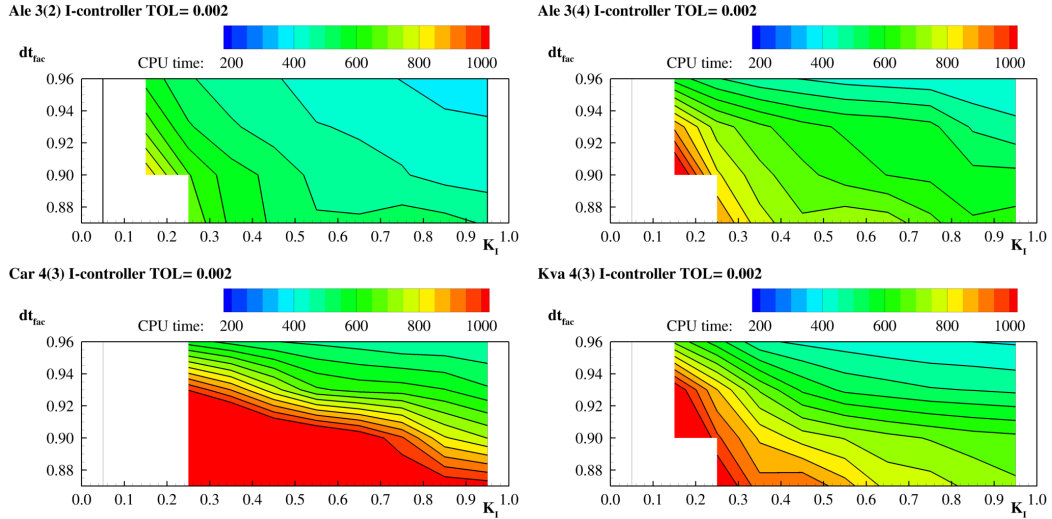 Ale 3(2) I-controller TOL= 0.002
dt_fac
CPU time: 200 400 600 800 1000
0.96
0.94
0.92
0.90
0.88
0.0 0.1 0.2 0.3 0.4 0.5 0.6 0.7 0.8 0.9 1.0
K_I
Ale 3(4) I-controller TOL= 0.002
dt_fac
CPU time: 200 400 600 800 1000
0.96
0.94
0.92
0.90
0.88
0.0 0.1 0.2 0.3 0.4 0.5 0.6 0.7 0.8 0.9 1.0
K_I
Car 4(3) I-controller TOL= 0.002
dt_fac
CPU time: 200 400 600 800 1000
0.96
0.94
0.92
0.90
0.88
0.0 0.1 0.2 0.3 0.4 0.5 0.6 0.7 0.8 0.9 1.0
K_I
Kva 4(3) I-controller TOL= 0.002
dt_fac
CPU time: 200 400 600 800 1000
0.96
0.94
0.92
0.90
0.88
0.0 0.1 0.2 0.3 0.4 0.5 0.6 0.7 0.8 0.9 1.0
K_I